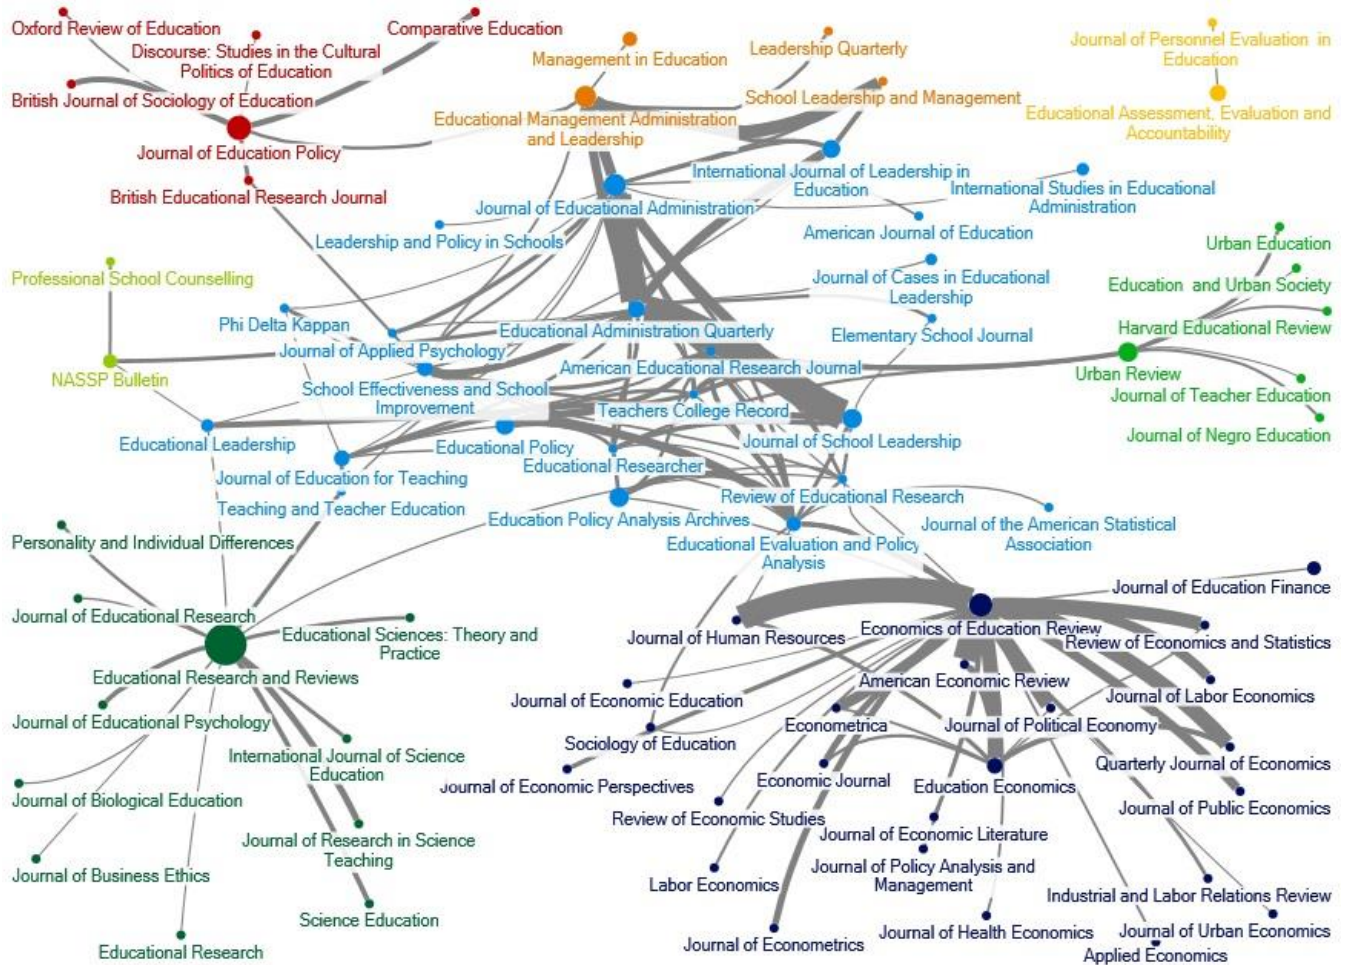 Oxford Review of Education
Comparative Education
Discourse: Studies in the Cultural
Politics of Education
British Journal of Sociology of Education
Journal of Education Policy
British Educational Research Journal
Management in Education
Leadership Quarterly
School Leadership and Management
Educational Management Administration
and Leadership
Journal of Personnel Evaluation in
Education
Educational Assessment, Evaluation and
Accountability
International Journal of Leadership in
Education
International Studies in Educational
Administration
Journal of Educational Administration
Leadership and Policy in Schools
American Journal of Education
Urban Education
Education and Urban Society
Harvard Educational Review
Urban Review
Journal of Teacher Education
Journal of Negro Education
Professional School Counselling
NASSP Bulletin
Journal of Cases in Educational
Leadership
Phi Delta Kappan
Educational Administration Quarterly
Elementary School Journal
Journal of Applied Psychology
American Educational Research Journal
School Effectiveness and School
Improvement
Teachers College Record
Educational Leadership
Educational Policy
Journal of School Leadership
Educational Researcher
Journal of Education for Teaching
Teaching and Teacher Education
Review of Educational Research
Education Policy Analysis Archives
Journal of the American Statistical
Association
Educational Evaluation and Policy
Analysis
Personality and Individual Differences
Journal of Educational Research
Educational Sciences: Theory and
Practice
Educational Research and Reviews
Journal of Educational Psychology
International Journal of Science
Education
Journal of Biological Education
Journal of Research in Science
Teaching
Journal of Business Ethics
Science Education
Educational Research
Journal of Education Finance
Journal of Human Resources
Economics of Education Review
Review of Economics and Statistics
American Economic Review
Journal of Labor Economics
Journal of Economic Education
Econometrica
Journal of Political Economy
Sociology of Education
Quarterly Journal of Economics
Journal of Economic Perspectives
Economic Journal
Education Economics
Journal of Public Economics
Review of Economic Studies
Journal of Economic Literature
Journal of Policy Analysis and
Management
Labor Economics
Industrial and Labor Relations Review
Journal of Econometrics
Journal of Health Economics
Journal of Urban Economics
Applied Economics